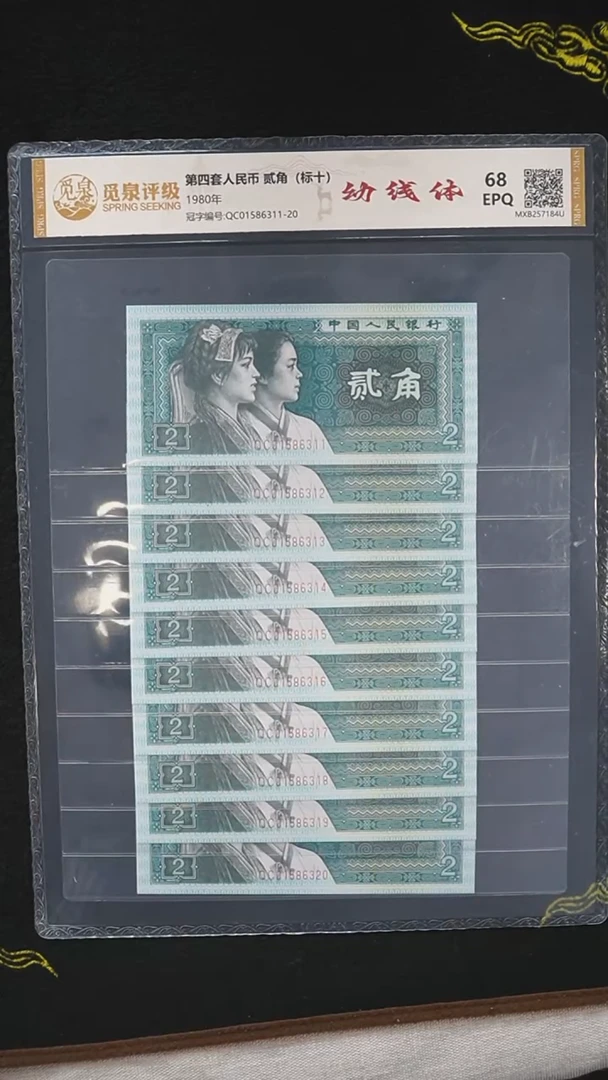 觅泉
觅泉评级
SPRING SEEKING
第四套人民币 贰角（标十）
1980年
冠字编号:QC01586311-20
幼线体
68
EPQ
MXB257184U
中国人民银行
贰角
2 QC01586311 2
2 QC01586312 2
2 QC01586313 2
2 QC01586314 2
2 QC01586315 2
2 QC01586316 2
2 QC01586317 2
2 QC01586318 2
2 QC01586319 2
2 QC01586320 2